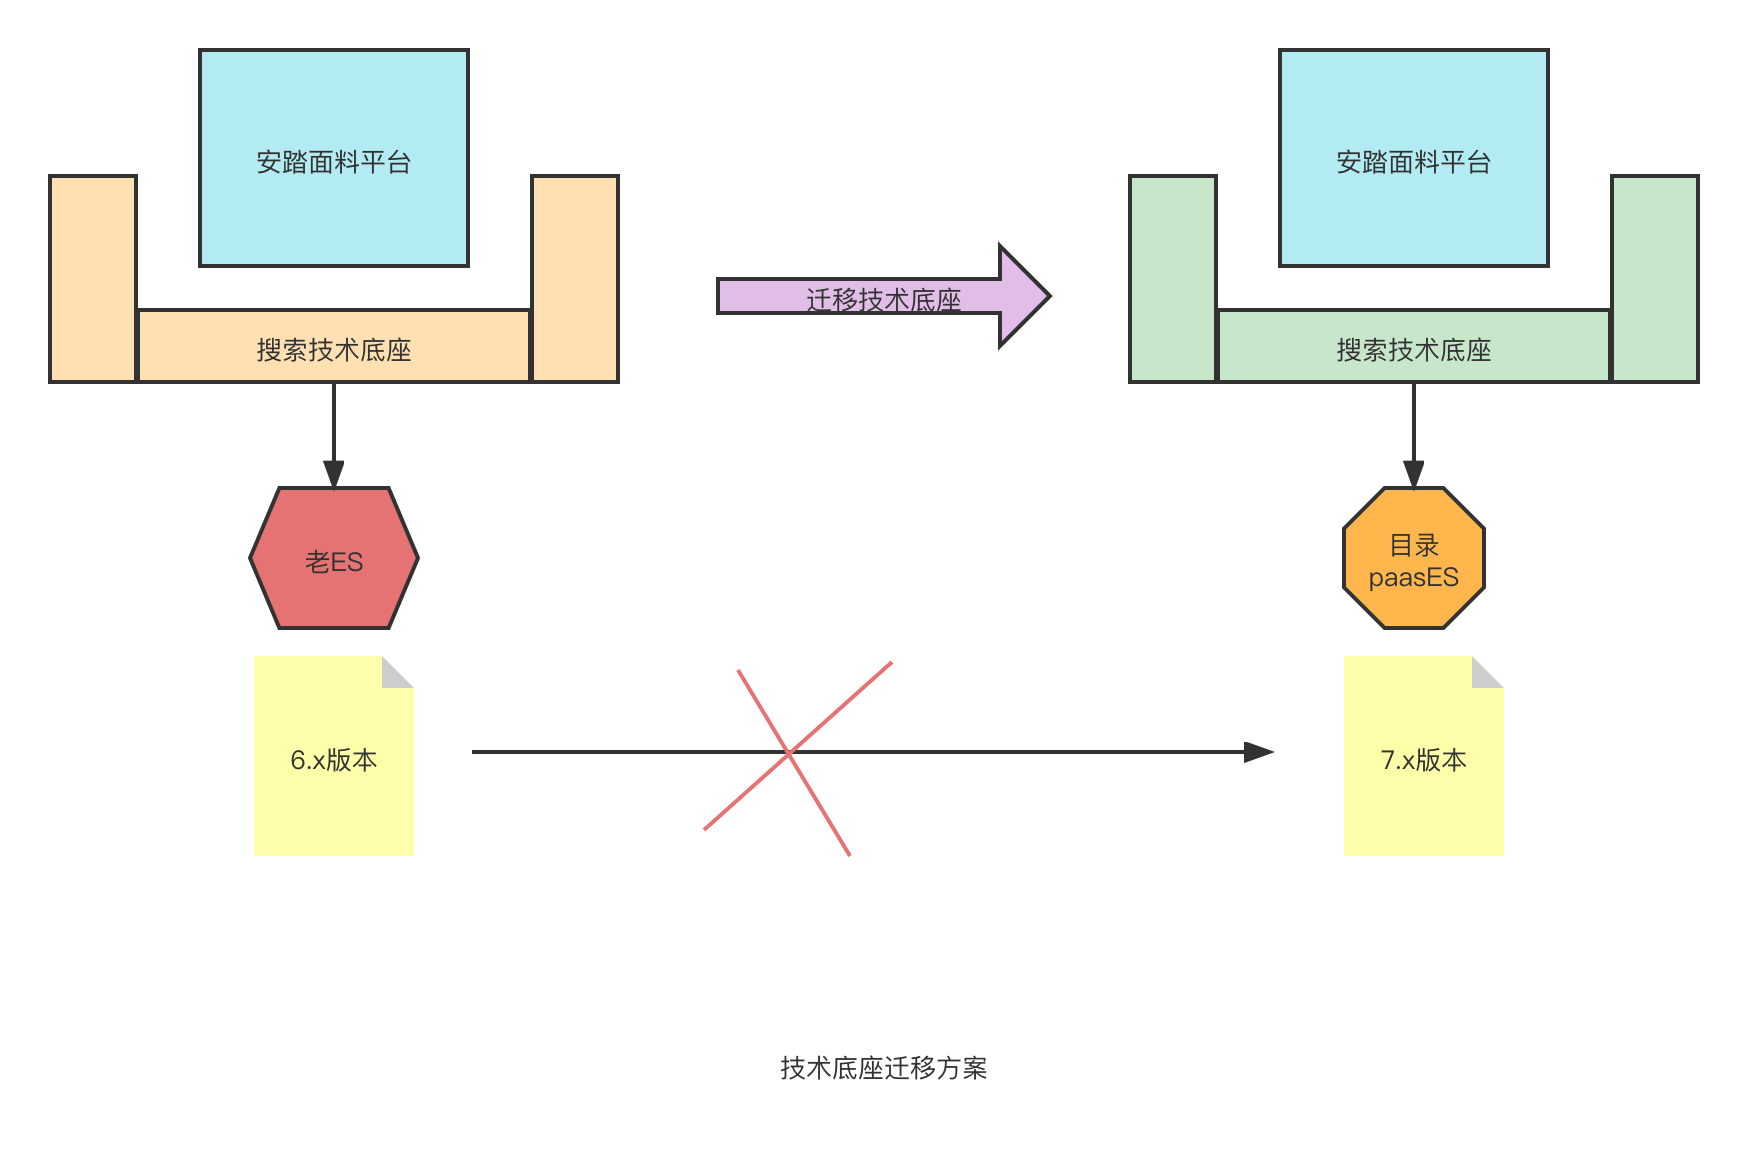 安踏面料平台
安踏面料平台
迁移技术底座
搜索技术底座
搜索技术底座
老ES
目录
paasES
6.x版本
7.x版本
技术底座迁移方案